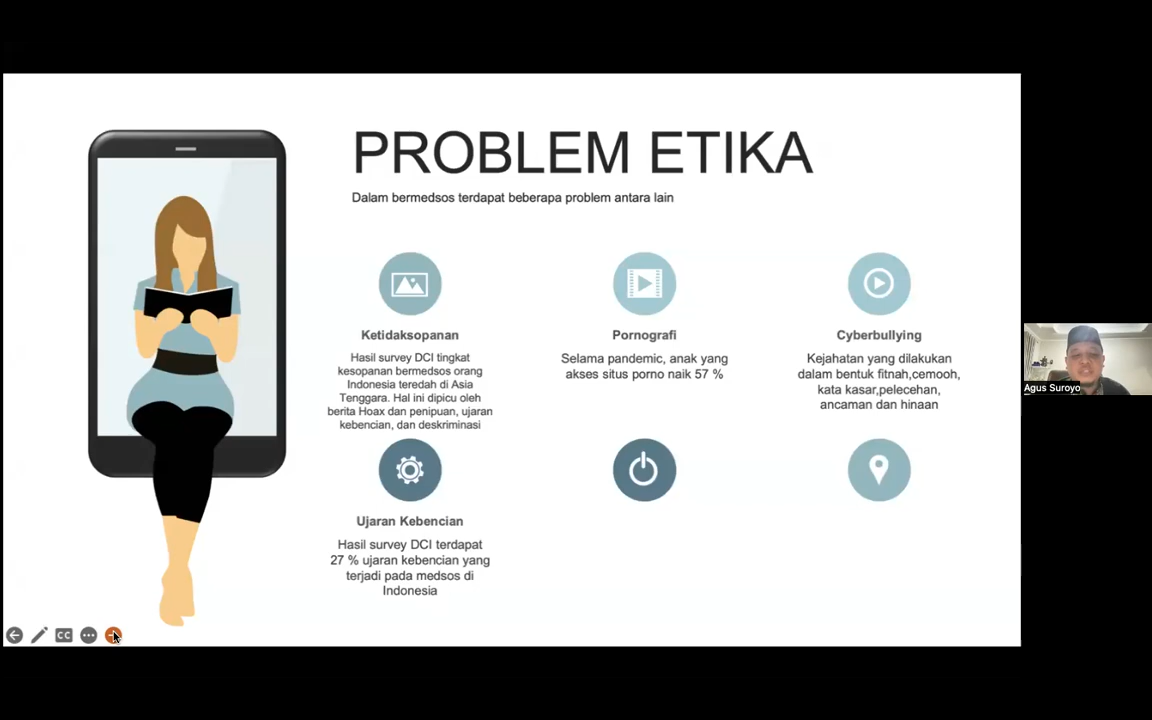 PROBLEM ETIKA
Dalam bermedsos terdapat beberapa problem antara lain
Ketidaksopanan
Hasil survey DCI tingkat
kesopanan bermedsos orang
Indonesia teredah di Asia
Tenggara. Hal ini dipicu oleh
berita Hoax dan penipuan, ujaran
kebencian, dan deskriminasi
Pornografi
Selama pandemic, anak yang
akses situs porno naik 57 %
Cyberbullying
Kejahatan yang dilakukan
dalam bentuk fitnah,cemooh,
kata kasar,pelecehan,
ancaman dan hinaan
Ujaran Kebencian
Hasil survey DCI terdapat
27 % ujaran kebencian yang
terjadi pada medsos di
Indonesia
CC
Agus Suroyo